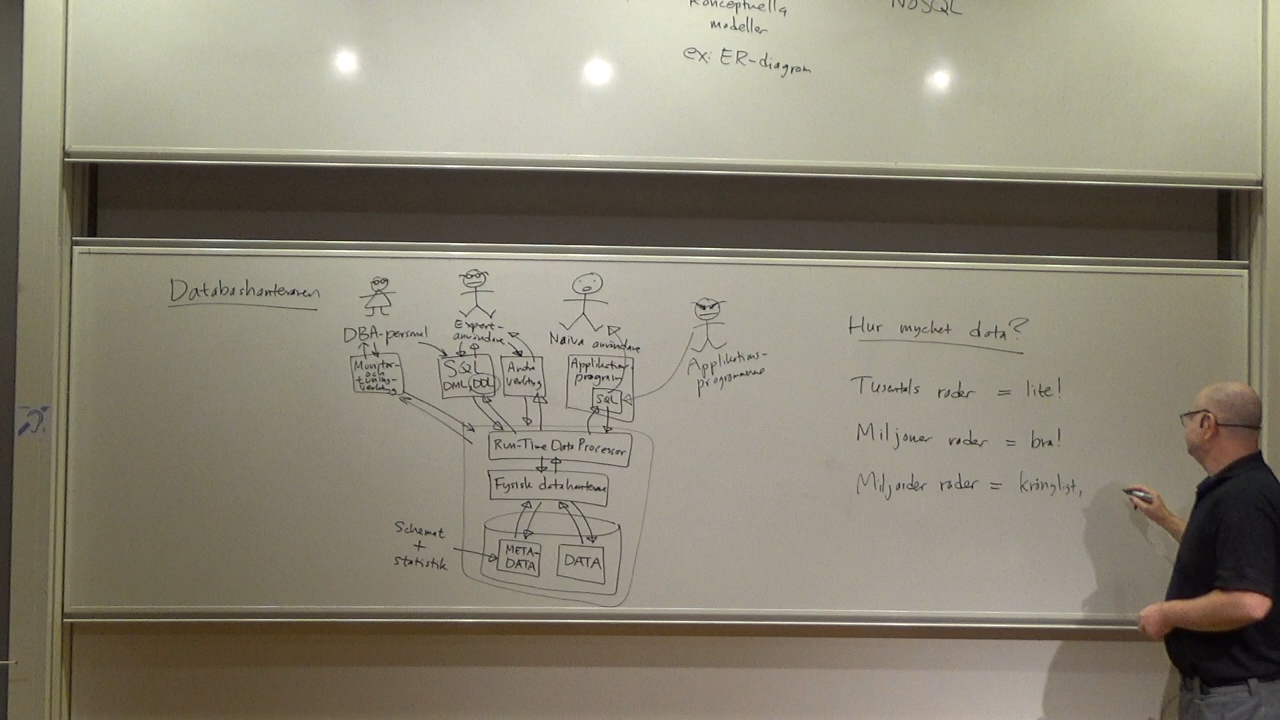 Konceptuella
modeller
ex: ER-diagram
NoSQL
Databashanteraren
DBA-personal
Expert-
användare
Naiva användare
Applikations-
programmerare
Monitor-
och
tuning-
verktyg
SQL
DML DDL
Andra
verktyg
Applikations-
program
SQL
Run-Time Data Processor
Fysisk datahanterare
Schemat
+
statistik
META-
DATA
DATA
Hur mycket data?
Tusentals rader = lite!
Miljoner rader = bra!
Miljarder rader = krångligt,